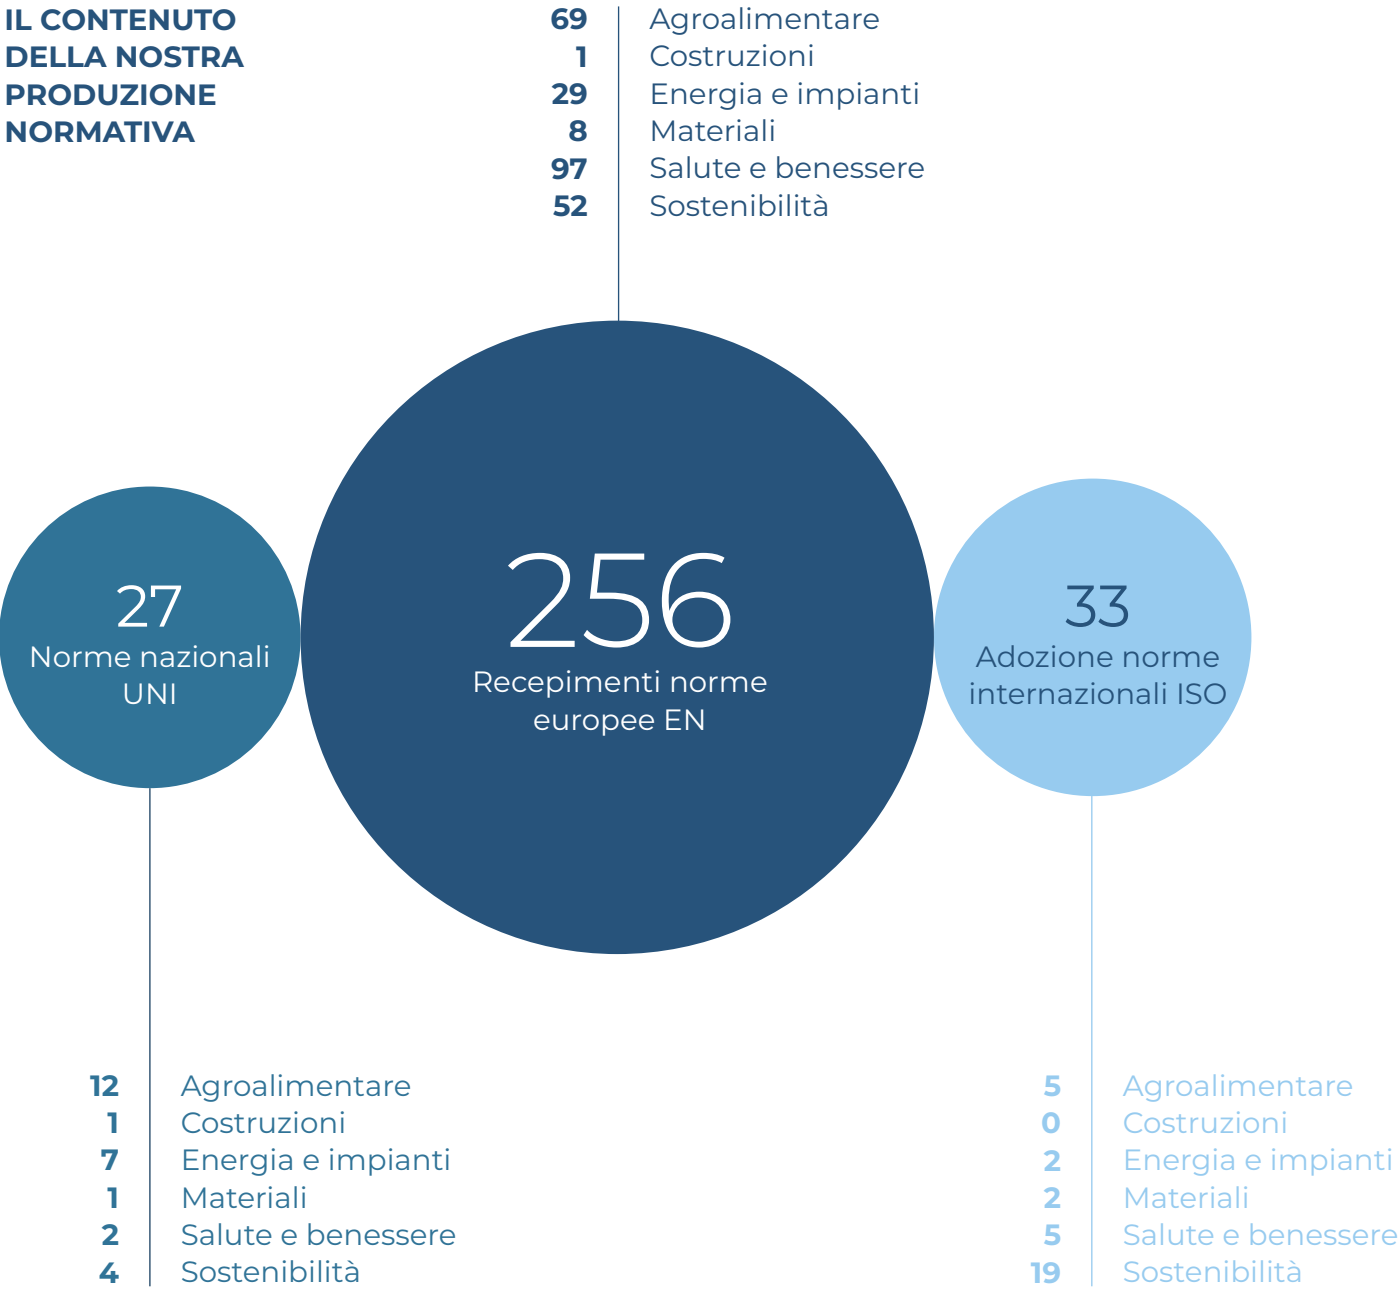 IL CONTENUTO
DELLA NOSTRA
PRODUZIONE
NORMATIVA
69 Agroalimentare
1 Costruzioni
29 Energia e impianti
8 Materiali
97 Salute e benessere
52 Sostenibilità
27
Norme nazionali
UNI
256
Recepimenti norme
europee EN
33
Adozione norme
internazionali ISO
12 Agroalimentare
1 Costruzioni
7 Energia e impianti
1 Materiali
2 Salute e benessere
4 Sostenibilità
5 Agroalimentare
0 Costruzioni
2 Energia e impianti
2 Materiali
5 Salute e benessere
19 Sostenibilità